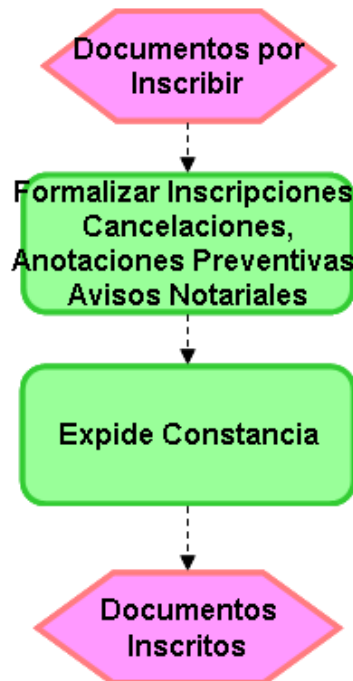 Documentos por
Inscribir
Formalizar Inscripciones
Cancelaciones,
Anotaciones Preventivas
Avisos Notariales
Expide Constancia
Documentos
Inscritos